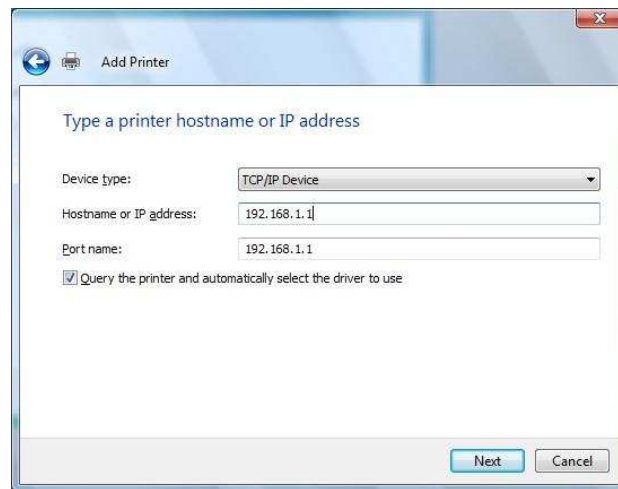 Add Printer
Type a printer hostname or IP address
Device type: TCP/IP Device
Hostname or IP address: 192.168.1.1
Port name: 192.168.1.1
Query the printer and automatically select the driver to use
Next Cancel